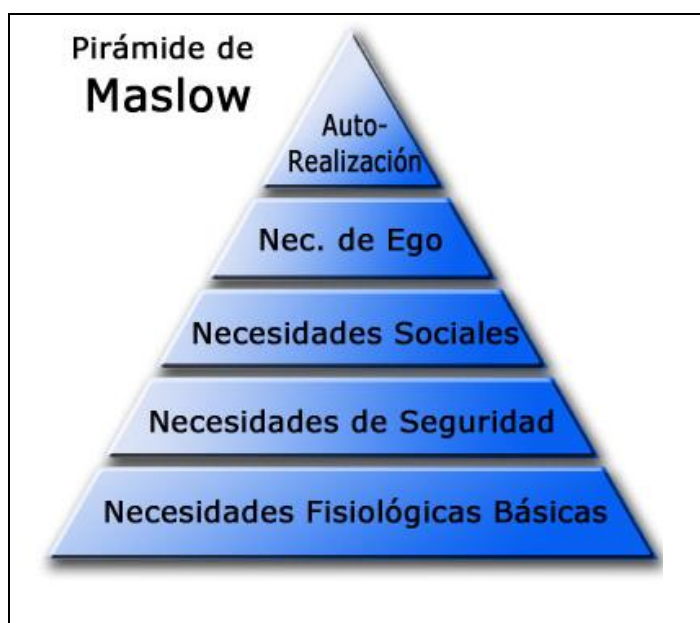 Pirámide de
Maslow
Auto-
Realización
Nec. de Ego
Necesidades Sociales
Necesidades de Seguridad
Necesidades Fisiológicas Básicas